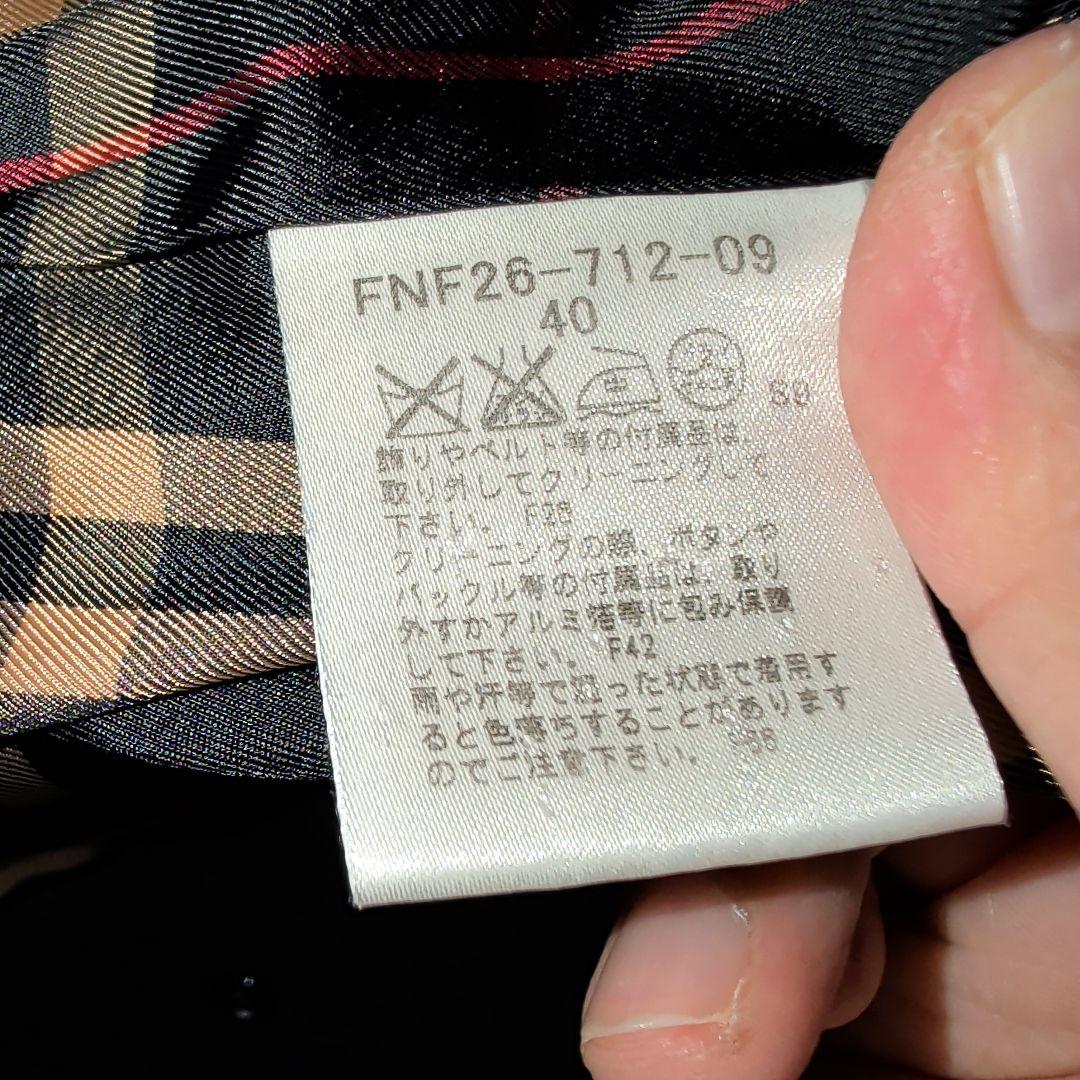 FNF26-712-09
40
飾りやベルト等の付属品は、
取り外してクリーニングして
下さい。 F28
クリーニングの際、ボタンや
バックル等の付属品は、取り
外すかアルミ箔等に包み保護
して下さい。 F42
雨や汗等で湿った状態で着用す
ると色落ちすることがあります
のでご注意下さい。